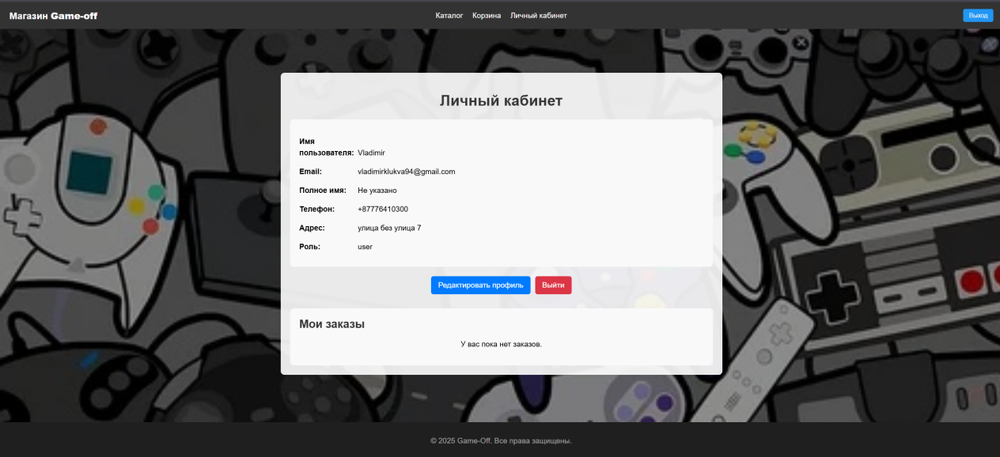 Магазин Game-off
Каталог Корзина Личный кабинет
Выход
Личный кабинет
Имя
пользователя: Vladimir
Email: vladimirklukva94@gmail.com
Полное имя: Не указано
Телефон: +87776410300
Адрес: улица без улица 7
Роль: user
Редактировать профиль Выйти
Мои заказы
У вас пока нет заказов.
© 2025 Game-Off. Все права защищены.